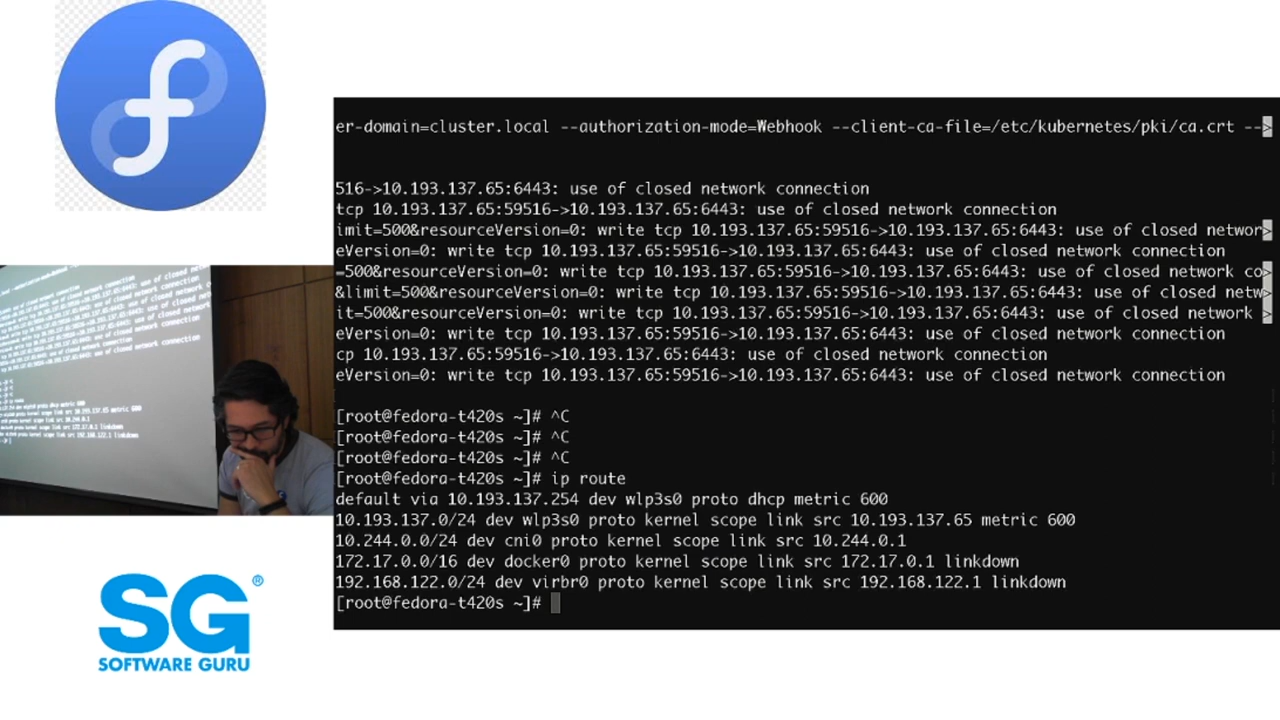 er-domain=cluster.local --authorization-mode=Webhook --client-ca-file=/etc/kubernetes/pki/ca.crt -->
516->10.193.137.65:6443: use of closed network connection
tcp 10.193.137.65:59516->10.193.137.65:6443: use of closed network connection
imit=500&resourceVersion=0: write tcp 10.193.137.65:59516->10.193.137.65:6443: use of closed networ>
eVersion=0: write tcp 10.193.137.65:59516->10.193.137.65:6443: use of closed network connection
=500&resourceVersion=0: write tcp 10.193.137.65:59516->10.193.137.65:6443: use of closed network co>
&limit=500&resourceVersion=0: write tcp 10.193.137.65:59516->10.193.137.65:6443: use of closed netw>
it=500&resourceVersion=0: write tcp 10.193.137.65:59516->10.193.137.65:6443: use of closed network >
eVersion=0: write tcp 10.193.137.65:59516->10.193.137.65:6443: use of closed network connection
cp 10.193.137.65:59516->10.193.137.65:6443: use of closed network connection
eVersion=0: write tcp 10.193.137.65:59516->10.193.137.65:6443: use of closed network connection
[root@fedora-t420s ~]# ^C
[root@fedora-t420s ~]# ^C
[root@fedora-t420s ~]# ^C
[root@fedora-t420s ~]# ip route
default via 10.193.137.254 dev wlp3s0 proto dhcp metric 600
10.193.137.0/24 dev wlp3s0 proto kernel scope link src 10.193.137.65 metric 600
10.244.0.0/24 dev cni0 proto kernel scope link src 10.244.0.1
172.17.0.0/16 dev docker0 proto kernel scope link src 172.17.0.1 linkdown
192.168.122.0/24 dev virbr0 proto kernel scope link src 192.168.122.1 linkdown
[root@fedora-t420s ~]#
SG®
SOFTWARE GURU